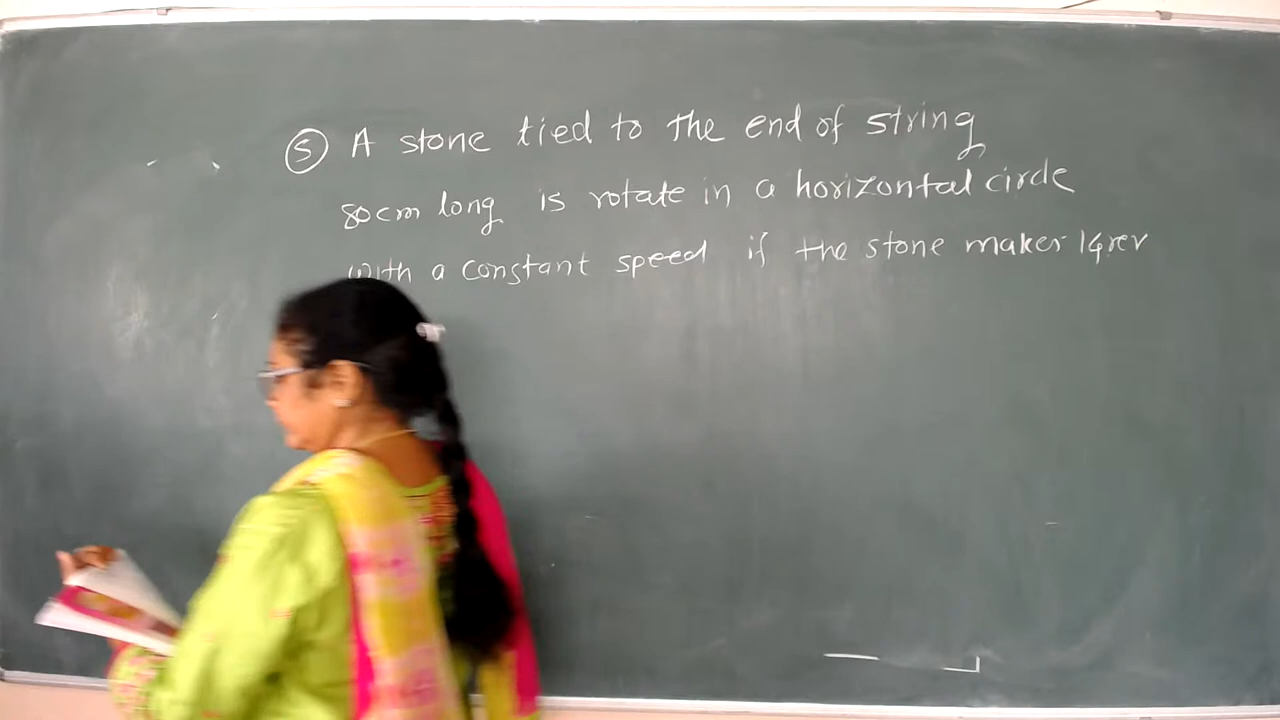 ⑤ A stone tied to the end of string
80cm long is rotate in a horizontal circle
with a constant speed if the stone makes 14rev